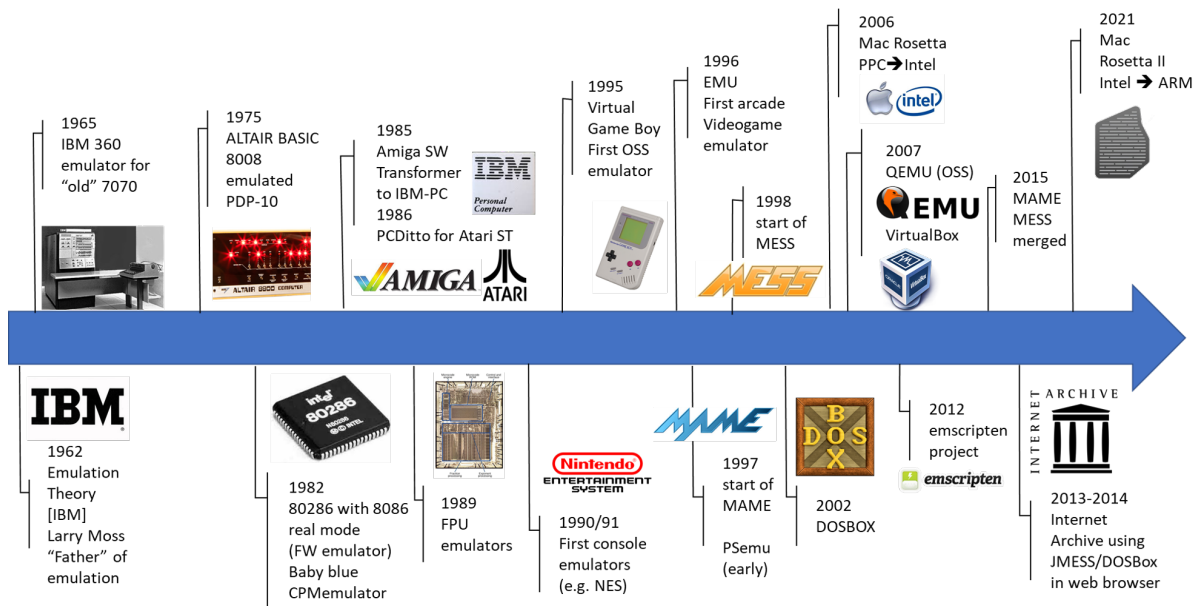 1965
IBM 360
emulator for
“old” 7070
1975
ALTAIR BASIC
8008
emulated
PDP-10
ALTAIR 8800 COMPUTER
1985
Amiga SW
Transformer
to IBM-PC
1986
PCDitto for Atari ST
IBM
Personal
Computer
AMIGA
ATARI
1995
Virtual
Game Boy
First OSS
emulator
1996
EMU
First arcade
Videogame
emulator
1998
start of
MESS
MESS
2006
Mac Rosetta
PPC➔Intel
intel
2007
QEMU (OSS)
QEMU
VirtualBox
2015
MAME
MESS
merged
2021
Mac
Rosetta II
Intel ➔ ARM
IBM
1962
Emulation
Theory
[IBM]
Larry Moss
“Father” of
emulation
intel
80286
1982
80286 with 8086
real mode
(FW emulator)
Baby blue
CPMemulator
1989
FPU
emulators
Nintendo
ENTERTAINMENT
SYSTEM
1990/91
First console
emulators
(e.g. NES)
MAME
1997
start of
MAME
PSemu
(early)
DOS
BOX
2002
DOSBOX
2012
emscripten
project
emscripten
INTERNET
ARCHIVE
2013-2014
Internet
Archive using
JMESS/DOSBox
in web browser